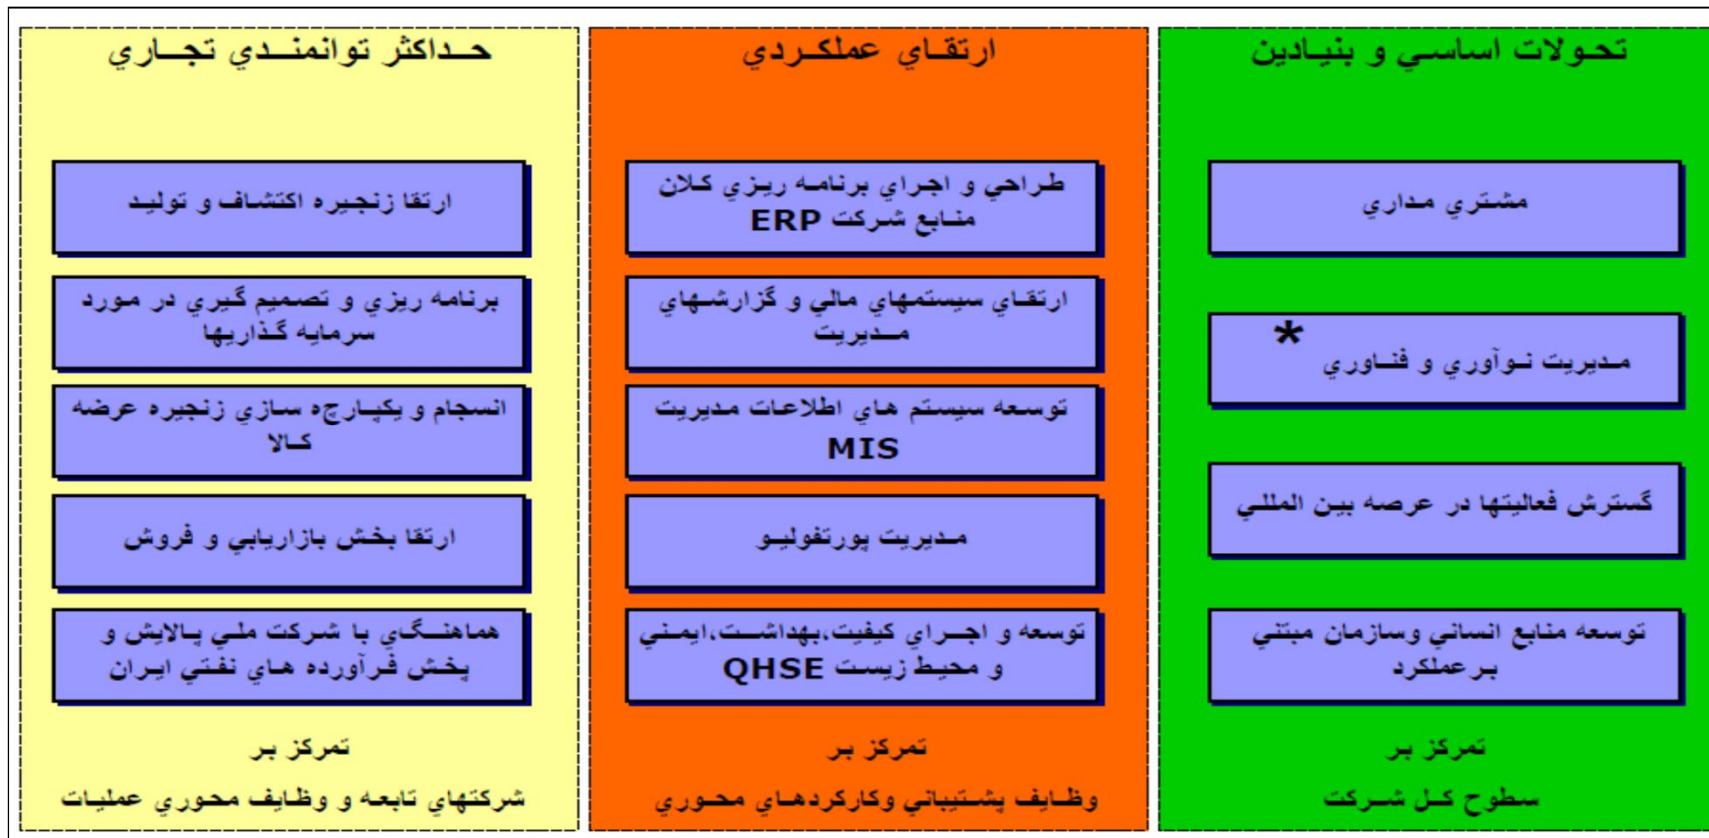 تحولات اساسي و بنيادين
مشتري مداري
مديريت نوآوري و فناوري *
گسترش فعاليتها در عرصه بين المللي
توسعه منابع انساني وسازمان مبتني
برعملكرد
تمركز بر
سطوح كل شركت
ارتقاي عملكردي
طراحي و اجراي برنامه ريزي كلان
منابع شركت ERP
ارتقاي سيستمهاي مالي و گزارشهاي
مديريت
توسعه سيستم هاي اطلاعات مديريت
MIS
مديريت پورتفوليو
توسعه و اجراي كيفيت،بهداشت،ايمني
و محيط زيست QHSE
تمركز بر
وظايف پشتيباني وكاركردهاي محوري
حداكثر توانمندي تجاري
ارتقا زنجيره اكتشاف و توليد
برنامه ريزي و تصميم گيري در مورد
سرمايه گذاريها
انسجام و يكپارچه سازي زنجيره عرضه
كالا
ارتقا بخش بازاريابي و فروش
هماهنگي با شركت ملي پالايش و
پخش فرآورده هاي نفتي ايران
تمركز بر
شركتهاي تابعه و وظايف محوري عمليات